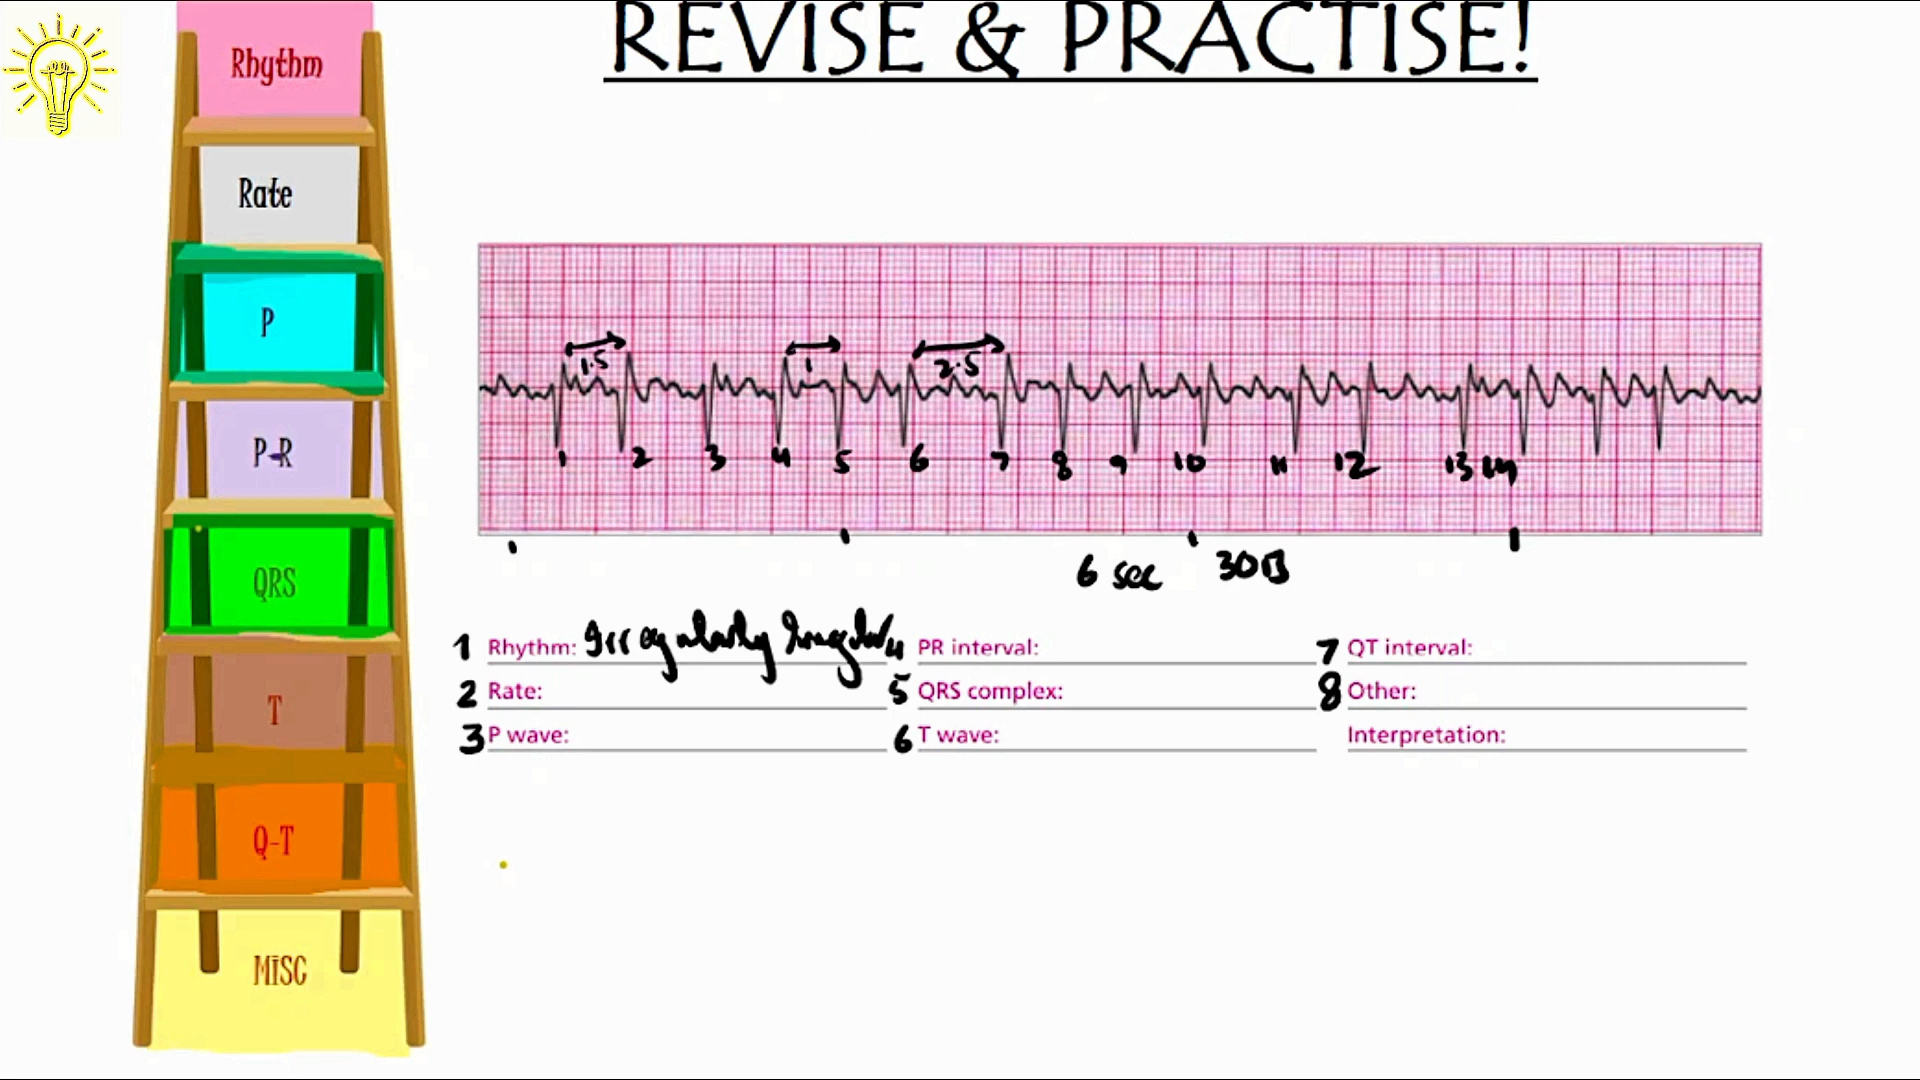 REVISE & PRACTISE!
Rhythm
Rate
P
P-R
QRS
T
Q-T
MISC
1.5
1
2.5
1 2 3 4 5 6 7 8 9 10 11 12 13 14
6 sec 30
1 Rhythm: Irregularly Irregular
2 Rate:
3 P wave:
4 PR interval:
5 QRS complex:
6 T wave:
7 QT interval:
8 Other:
Interpretation: